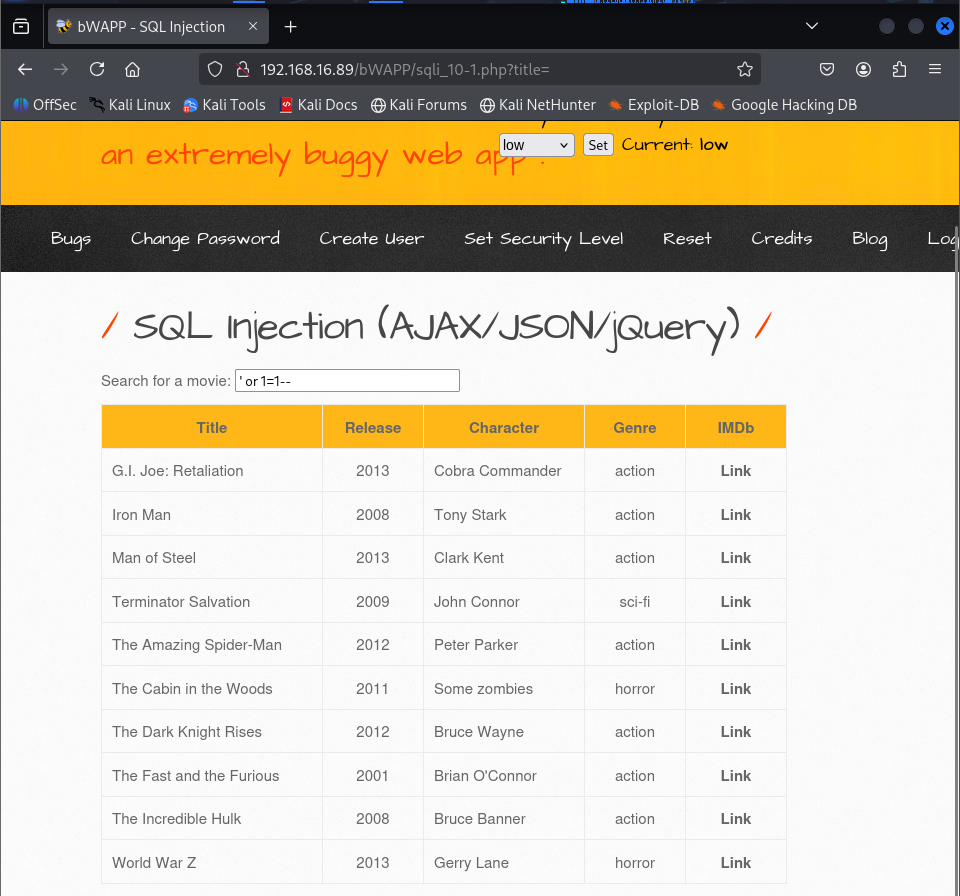 bWAPP - SQL Injection
192.168.16.89/bWAPP/sqli_10-1.php?title=
OffSec Kali Linux Kali Tools Kali Docs Kali Forums Kali NetHunter Exploit-DB Google Hacking DB
an extremely buggy web app !
low Set Current: low
Bugs Change Password Create User Set Security Level Reset Credits Blog
/ SQL Injection (AJAX/JSON/jQuery) /
Search for a movie: ' or 1=1--
Title Release Character Genre IMDb
G.I. Joe: Retaliation 2013 Cobra Commander action Link
Iron Man 2008 Tony Stark action Link
Man of Steel 2013 Clark Kent action Link
Terminator Salvation 2009 John Connor sci-fi Link
The Amazing Spider-Man 2012 Peter Parker action Link
The Cabin in the Woods 2011 Some zombies horror Link
The Dark Knight Rises 2012 Bruce Wayne action Link
The Fast and the Furious 2001 Brian O'Connor action Link
The Incredible Hulk 2008 Bruce Banner action Link
World War Z 2013 Gerry Lane horror Link